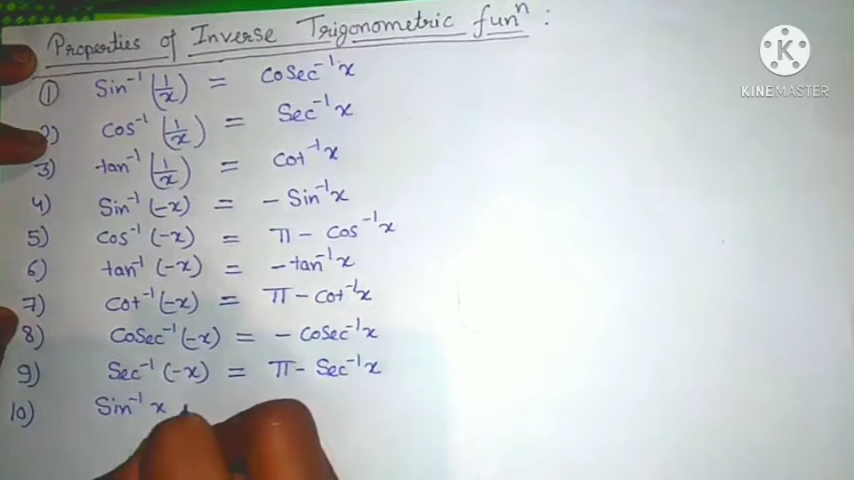 Properties of Inverse Trigonometric funⁿ :
① Sin⁻¹ (1/x) = Cosec⁻¹x
2) Cos⁻¹ (1/x) = Sec⁻¹x
3) tan⁻¹ (1/x) = Cot⁻¹x
4) Sin⁻¹ (-x) = - Sin⁻¹x
5) Cos⁻¹ (-x) = π - Cos⁻¹x
6) tan⁻¹ (-x) = -tan⁻¹x
7) Cot⁻¹ (-x) = π - Cot⁻¹x
8) CoSec⁻¹ (-x) = - CoSec⁻¹x
9) Sec⁻¹ (-x) = π - Sec⁻¹x
10) Sin⁻¹ x
K
KINEMASTER